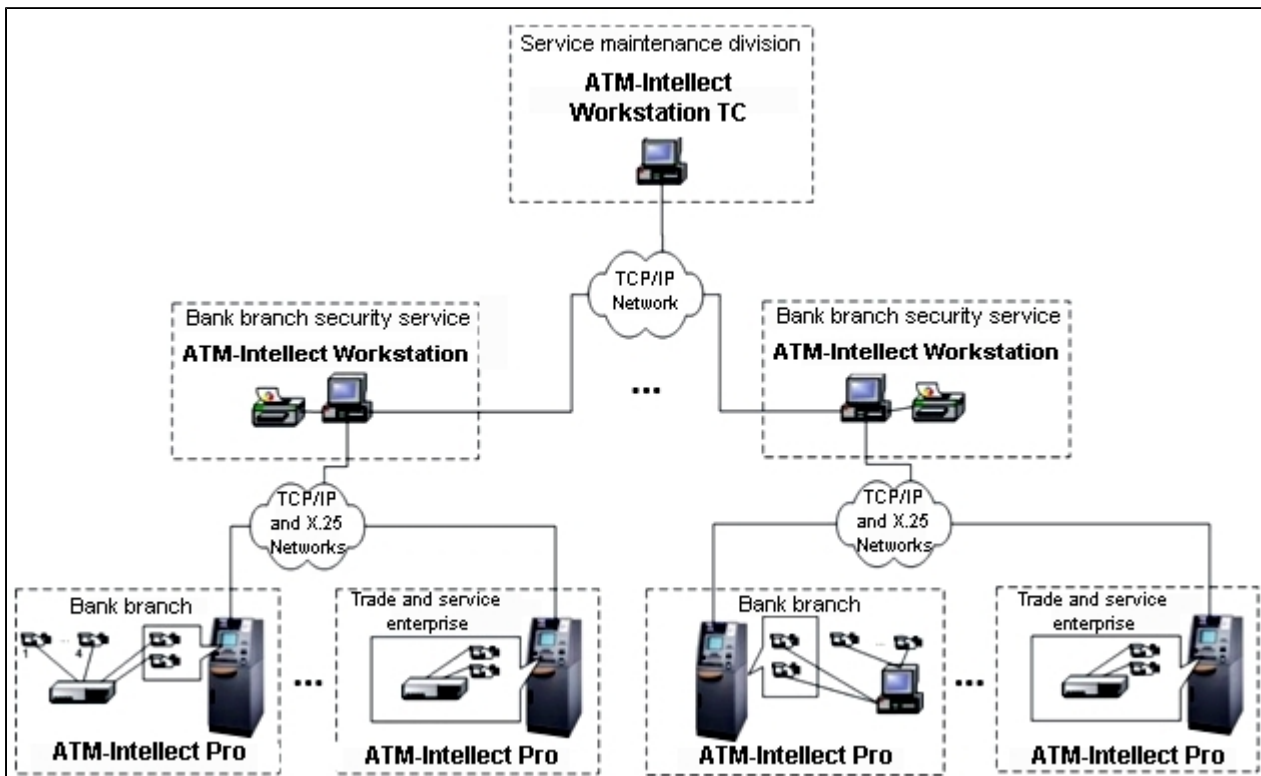 Service maintenance division
ATM-Intellect
Workstation TC
TCP/IP
Network
Bank branch security service
ATM-Intellect Workstation
Bank branch security service
ATM-Intellect Workstation
...
TCP/IP
and X.25
Networks
TCP/IP
and X.25
Networks
Bank branch
1 ... 4
ATM-Intellect Pro
...
Trade and service
enterprise
ATM-Intellect Pro
Bank branch
...
ATM-Intellect Pro
...
Trade and service
enterprise
ATM-Intellect Pro